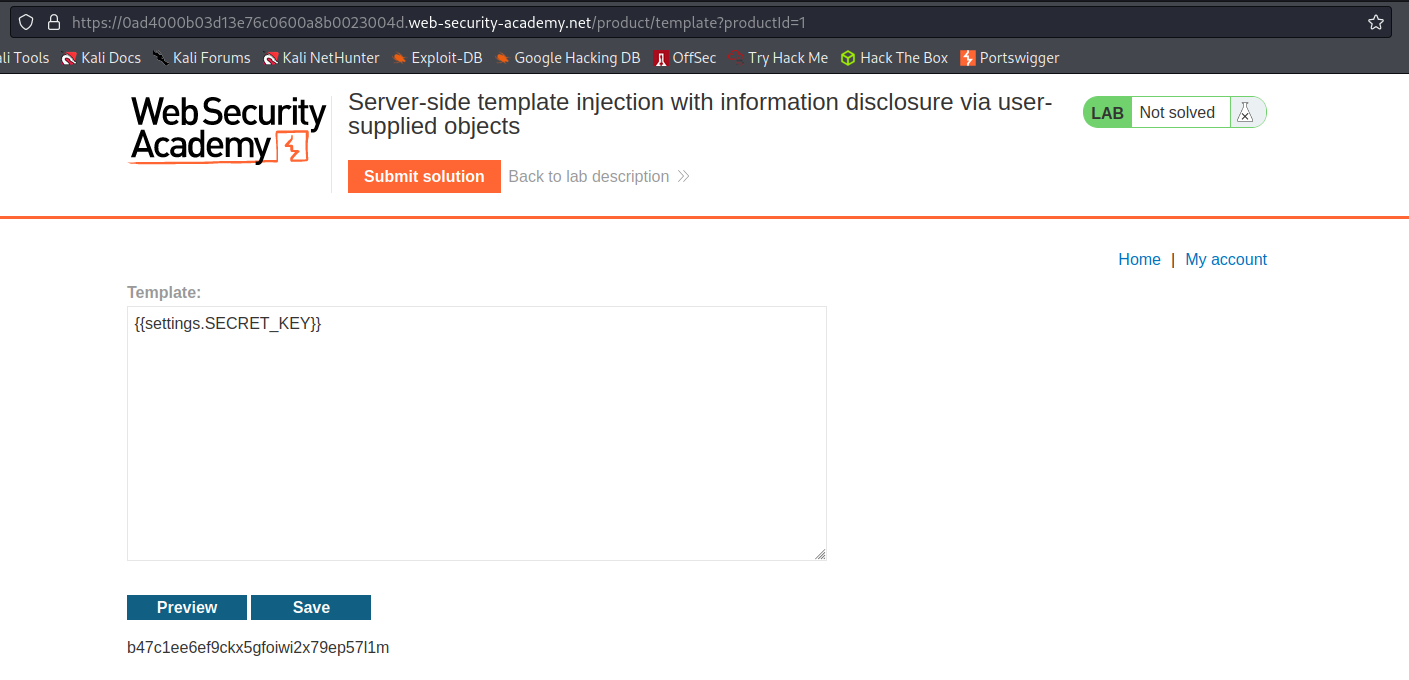 https://0ad4000b03d13e76c0600a8b0023004d.web-security-academy.net/product/template?productId=1
ali Tools Kali Docs Kali Forums Kali NetHunter Exploit-DB Google Hacking DB OffSec Try Hack Me Hack The Box Portswigger
Web Security
Academy
Server-side template injection with information disclosure via user-
supplied objects
LAB Not solved
Submit solution Back to lab description
Home | My account
Template:
{{settings.SECRET_KEY}}
Preview Save
b47c1ee6ef9ckx5gfoiwi2x79ep57l1m